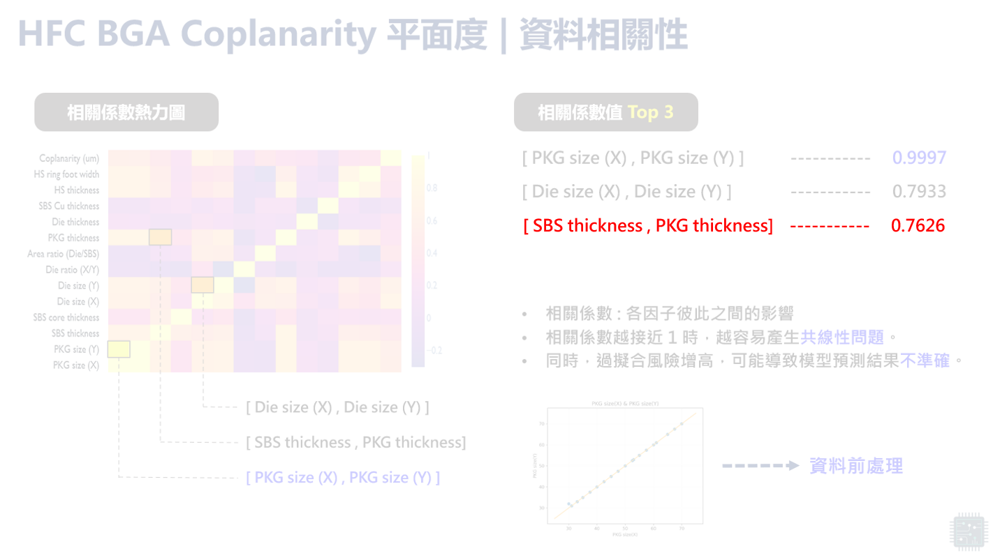 HFC BGA Coplanarity 平面度 | 資料相關性
相關係數熱力圖
Coplanarity (um)
HS ring foot width
HS thickness
SBS Cu thickness
Die thickness
PKG thickness
Area ratio (Die/SBS)
Die ratio (X/Y)
Die size (Y)
Die size (X)
SBS core thickness
SBS thickness
PKG size (Y)
PKG size (X)
1
0.8
0.6
0.4
0.2
0
−0.2
[ Die size (X) , Die size (Y) ]
[ SBS thickness , PKG thickness]
[ PKG size (X) , PKG size (Y) ]
相關係數值 Top 3
[ PKG size (X) , PKG size (Y) ] ----------- 0.9997
[ Die size (X) , Die size (Y) ] ----------- 0.7933
[ SBS thickness , PKG thickness] ----------- 0.7626
• 相關係數 : 各因子彼此之間的影響
• 相關係數越接近 1 時，越容易產生共線性問題。
• 同時，過擬合風險增高，可能導致模型預測結果不準確。
PKG size(X) & PKG size(Y)
PKG size(Y)
70
60
50
40
30
30 40 50 60 70
PKG size(X)
資料前處理